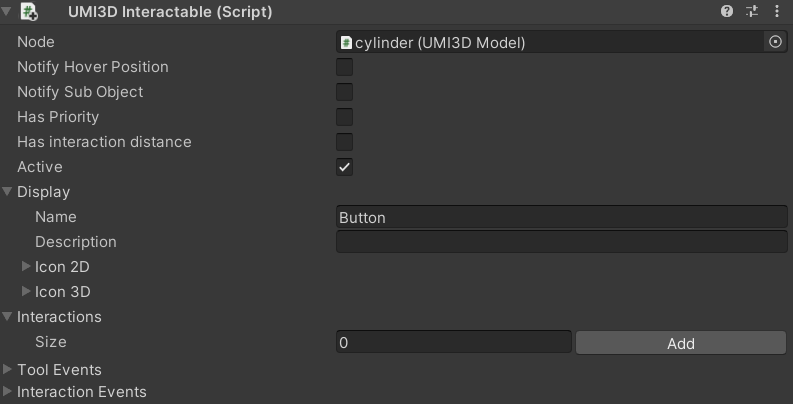 UMI3D Interactable (Script)
Node cylinder (UMI3D Model)
Notify Hover Position
Notify Sub Object
Has Priority
Has interaction distance
Active
Display
Name Button
Description
Icon 2D
Icon 3D
Interactions
Size 0 Add
Tool Events
Interaction Events